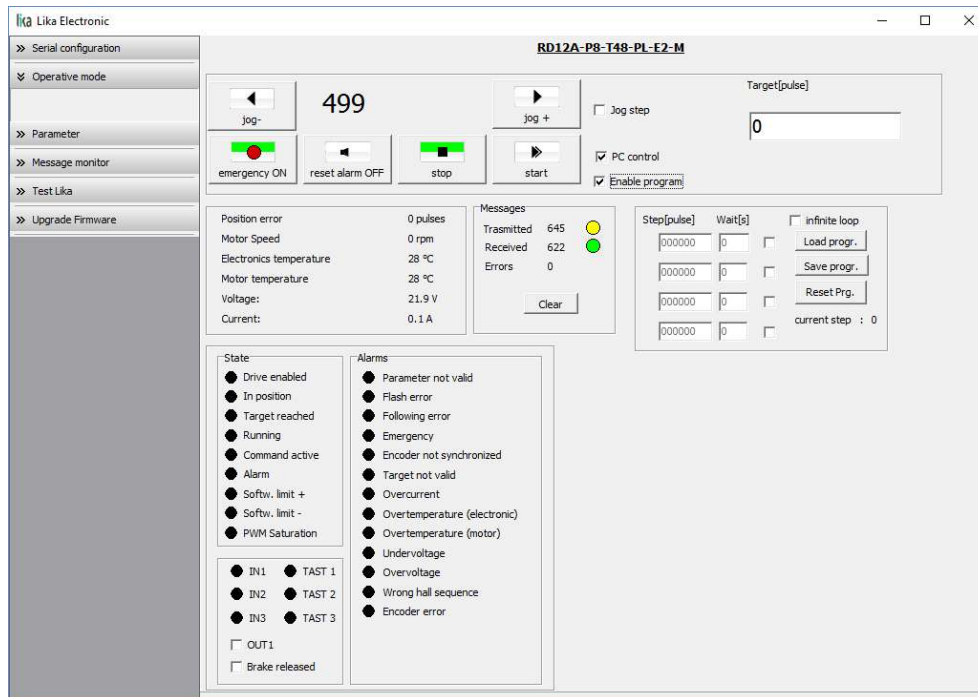 lika Lika Electronic
Serial configuration
Operative mode
Parameter
Message monitor
Test Lika
Upgrade Firmware
RD12A-P8-T48-PL-E2-M
jog-
499
jog +
Jog step
Target[pulse]
0
emergency ON
reset alarm OFF
stop
start
PC control
Enable program
Position error 0 pulses
Motor Speed 0 rpm
Electronics temperature 28 °C
Motor temperature 28 °C
Voltage: 21.9 V
Current: 0.1 A
Messages
Trasmitted 645
Received 622
Errors 0
Clear
Step[pulse] Wait[s] infinite loop
000000 0 Load progr.
000000 0 Save progr.
000000 0 Reset Prg.
000000 0 current step : 0
State
Drive enabled
In position
Target reached
Running
Command active
Alarm
Softw. limit +
Softw. limit -
PWM Saturation
IN1 TAST 1
IN2 TAST 2
IN3 TAST 3
OUT1
Brake released
Alarms
Parameter not valid
Flash error
Following error
Emergency
Encoder not synchronized
Target not valid
Overcurrent
Overtemperature (electronic)
Overtemperature (motor)
Undervoltage
Overvoltage
Wrong hall sequence
Encoder error